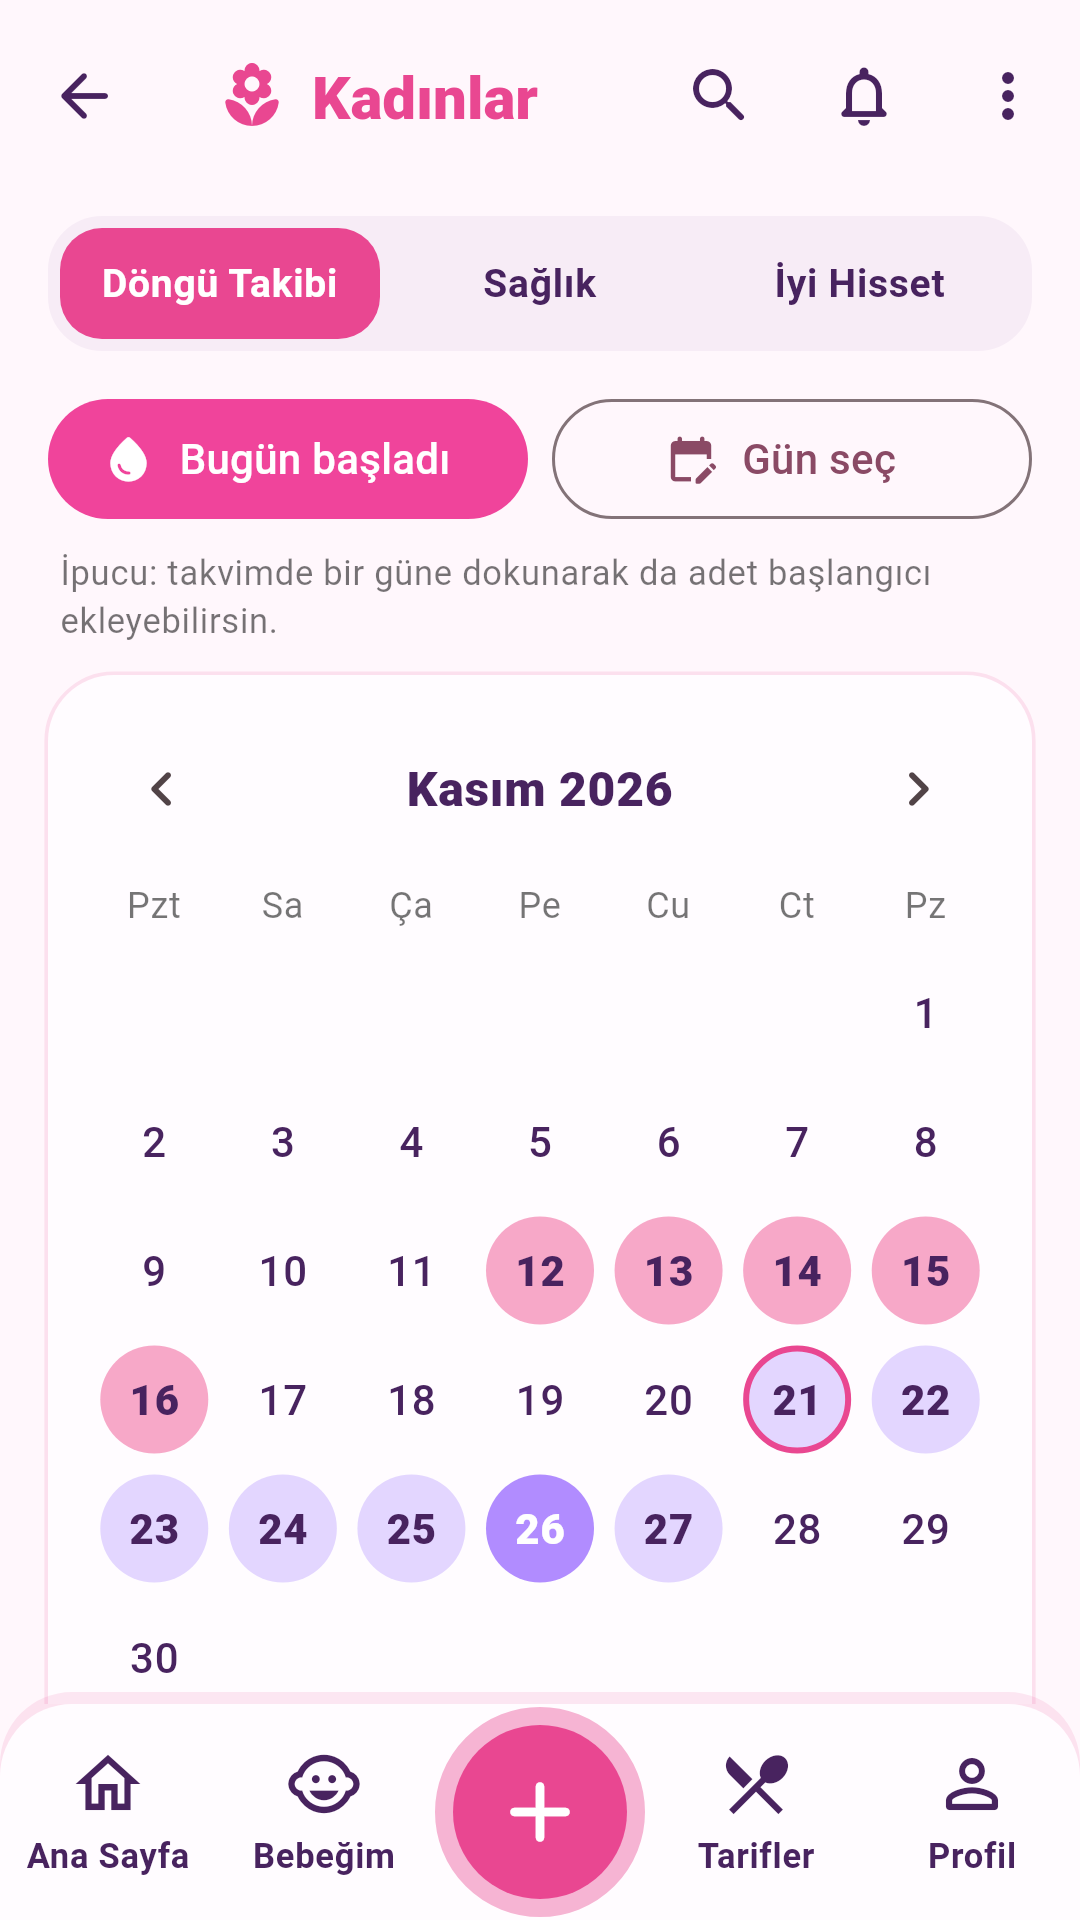 Kadınlar
Döngü Takibi Sağlık İyi Hisset
Bugün başladı Gün seç
İpucu: takvimde bir güne dokunarak da adet başlangıcı
ekleyebilirsin.
Kasım 2026
Pzt Sa Ça Pe Cu Ct Pz
1
2 3 4 5 6 7 8
9 10 11 12 13 14 15
16 17 18 19 20 21 22
23 24 25 26 27 28 29
30
Ana Sayfa Bebeğim Tarifler Profil